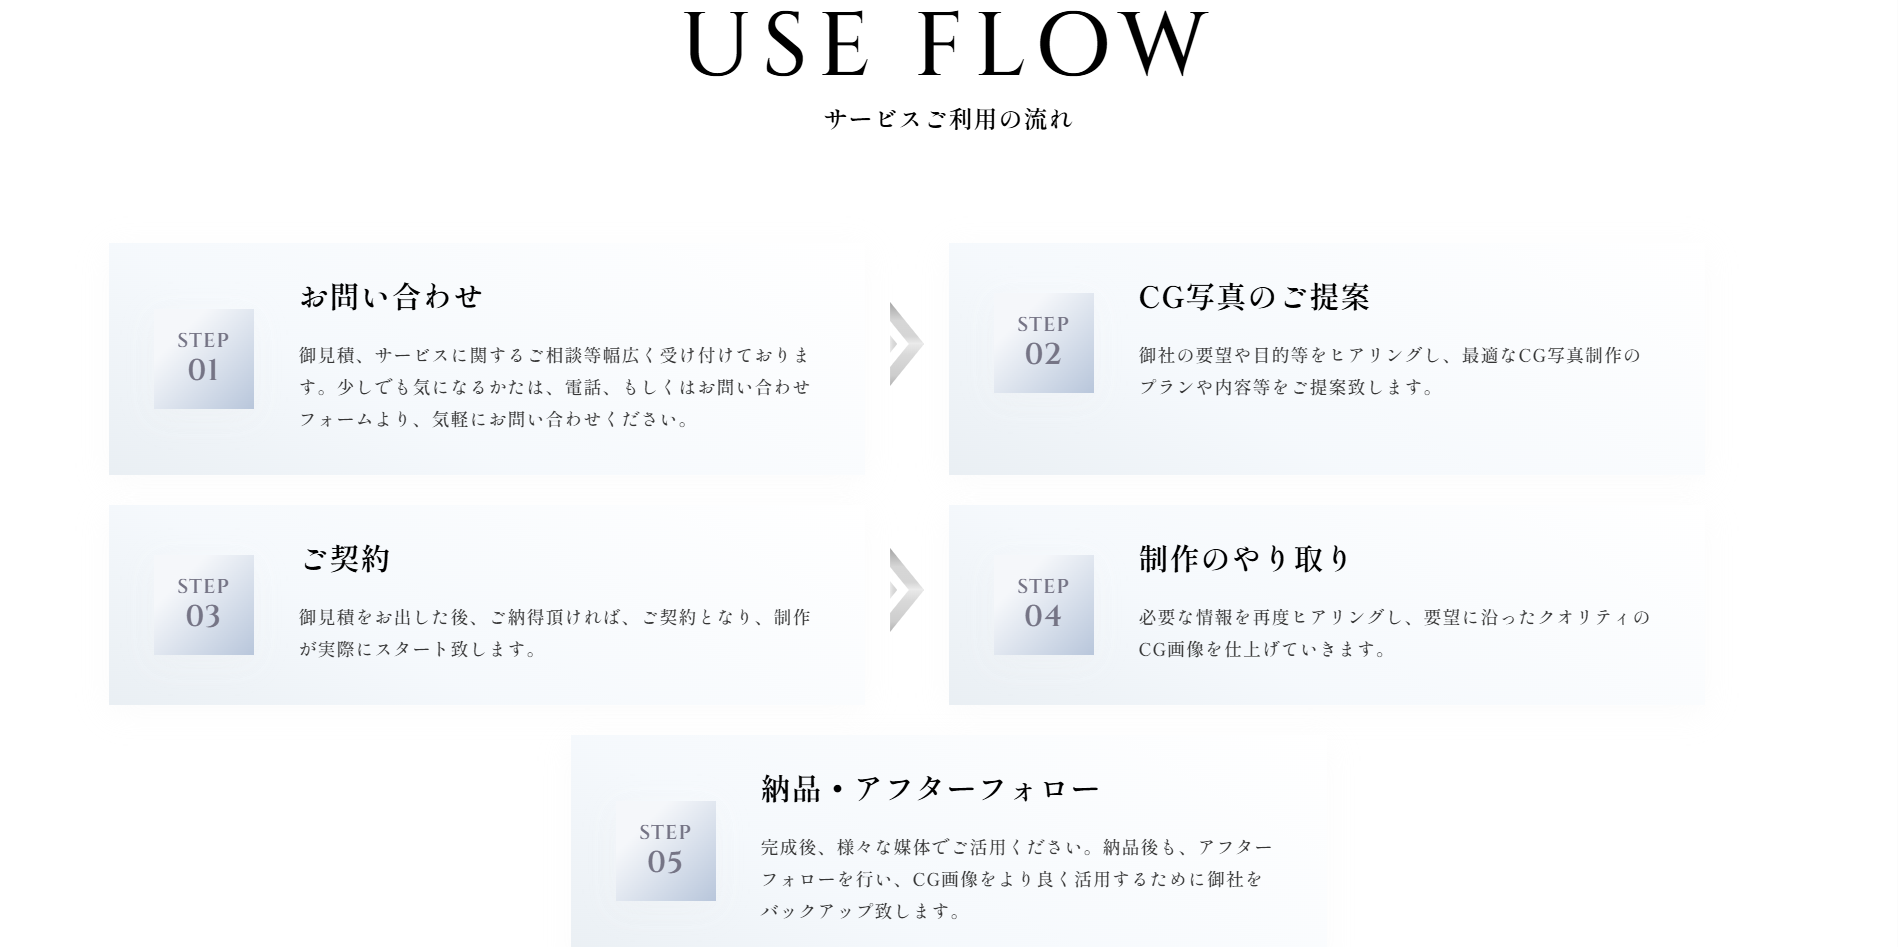 USE FLOW
サービスご利用の流れ
STEP
01
お問い合わせ
御見積、サービスに関するご相談等幅広く受け付けておりま
す。少しでも気になるかたは、電話、もしくはお問い合わせ
フォームより、気軽にお問い合わせください。
STEP
02
CG写真のご提案
御社の要望や目的等をヒアリングし、最適なCG写真制作の
プランや内容等をご提案致します。
STEP
03
ご契約
御見積をお出しした後、ご納得頂ければ、ご契約となり、制作
が実際にスタート致します。
STEP
04
制作のやり取り
必要な情報を再度ヒアリングし、要望に沿ったクオリティの
CG画像を仕上げていきます。
STEP
05
納品・アフターフォロー
完成後、様々な媒体でご活用ください。納品後も、アフター
フォローを行い、CG画像をより良く活用するために御社を
バックアップ致します。